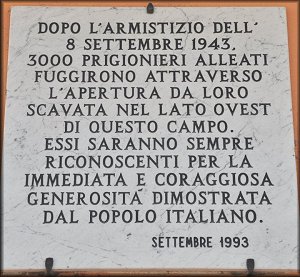 DOPO L'ARMISTIZIO DELL'
8 SETTEMBRE 1943,
3000 PRIGIONIERI ALLEATI
FUGGIRONO ATTRAVERSO
L'APERTURA DA LORO
SCAVATA NEL LATO OVEST
DI QUESTO CAMPO.
ESSI SARANNO SEMPRE
RICONOSCENTI PER LA
IMMEDIATA E CORAGGIOSA
GENEROSITÀ DIMOSTRATA
DAL POPOLO ITALIANO.
SETTEMBRE 1993